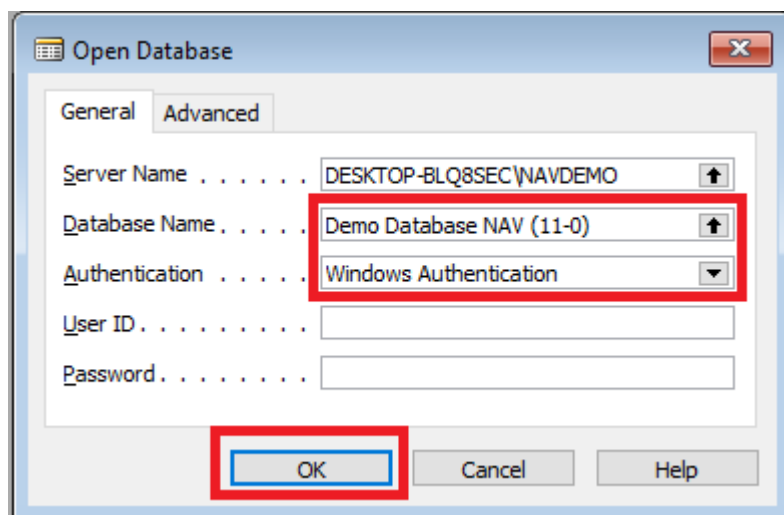 Open Database
General Advanced
Server Name . . . . . . DESKTOP-BLQ8SEC\NAVDEMO
Database Name. . . . . Demo Database NAV (11-0)
Authentication . . . . . Windows Authentication
User ID. . . . . . . . .
Password. . . . . . . .
OK Cancel Help